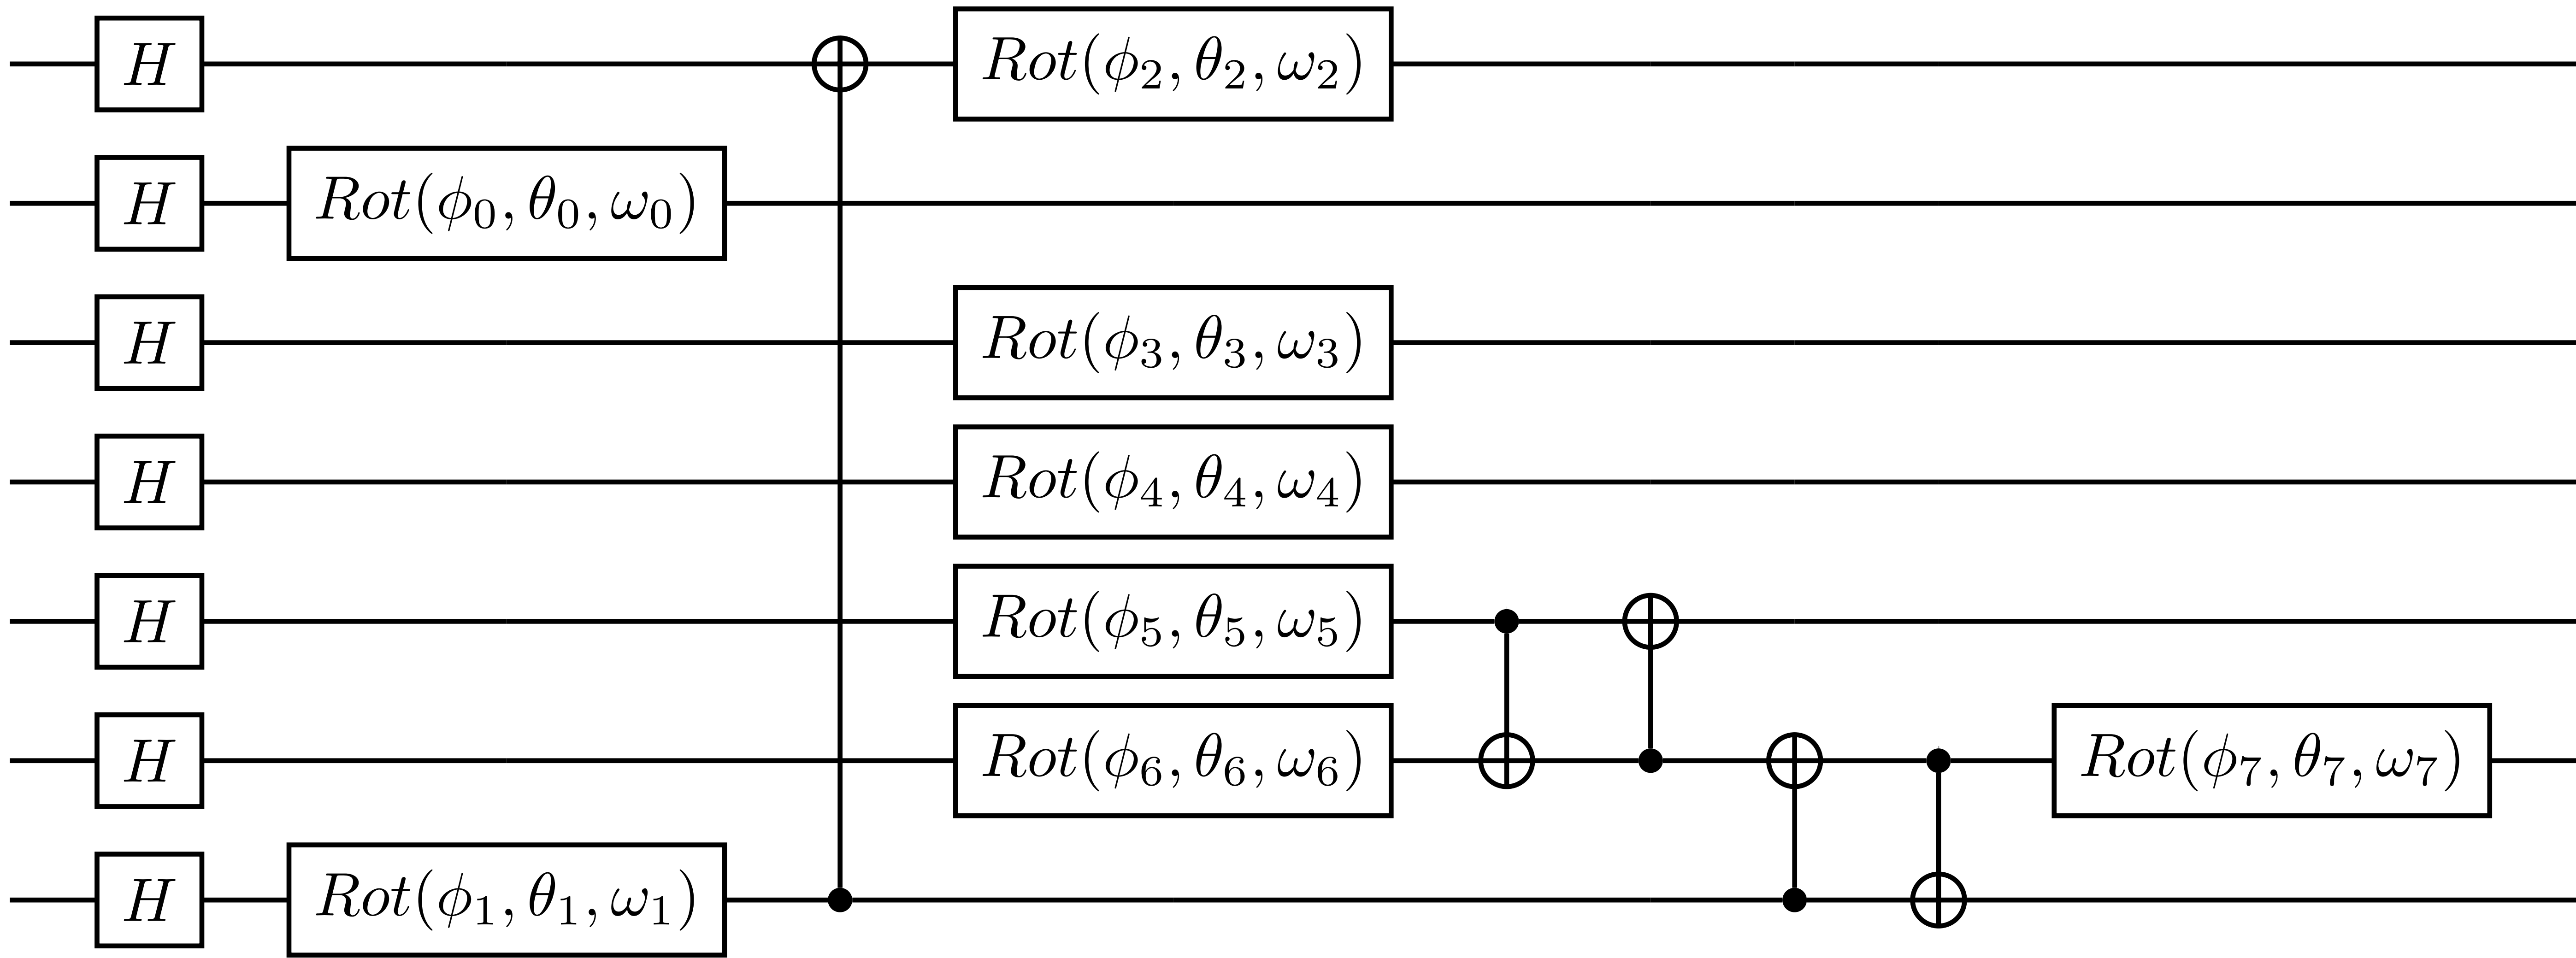 H Rot(ϕ₂, θ₂, ω₂)
H Rot(ϕ₀, θ₀, ω₀)
H Rot(ϕ₃, θ₃, ω₃)
H Rot(ϕ₄, θ₄, ω₄)
H Rot(ϕ₅, θ₅, ω₅)
H Rot(ϕ₆, θ₆, ω₆) Rot(ϕ₇, θ₇, ω₇)
H Rot(ϕ₁, θ₁, ω₁)